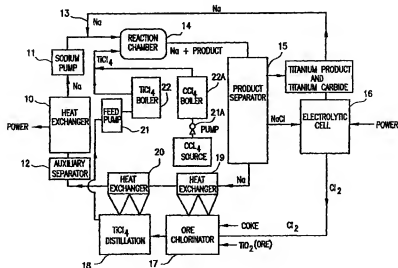 13
Na
Na
14
11
SODIUM
PUMP
REACTION
CHAMBER
Na + PRODUCT
15
TiCl4
Na
10
HEAT
EXCHANGER
POWER
FEED
PUMP
21
TiCl4
BOILER
22
22A
CCl4
BOILER
21A
PUMP
CCL4
SOURCE
PRODUCT
SEPARATOR
TITANIUM PRODUCT
AND
TITANIUM CARBIDE
16
NaCl
ELECTROLYTIC
CELL
POWER
12
AUXILIARY
SEPARATOR
20
19
HEAT
EXCHANGER
HEAT
EXCHANGER
Na
Cl2
TiCl4
DISTILLATION
18
ORE
CHLORINATOR
17
COKE
Cl2
TiO2(ORE)